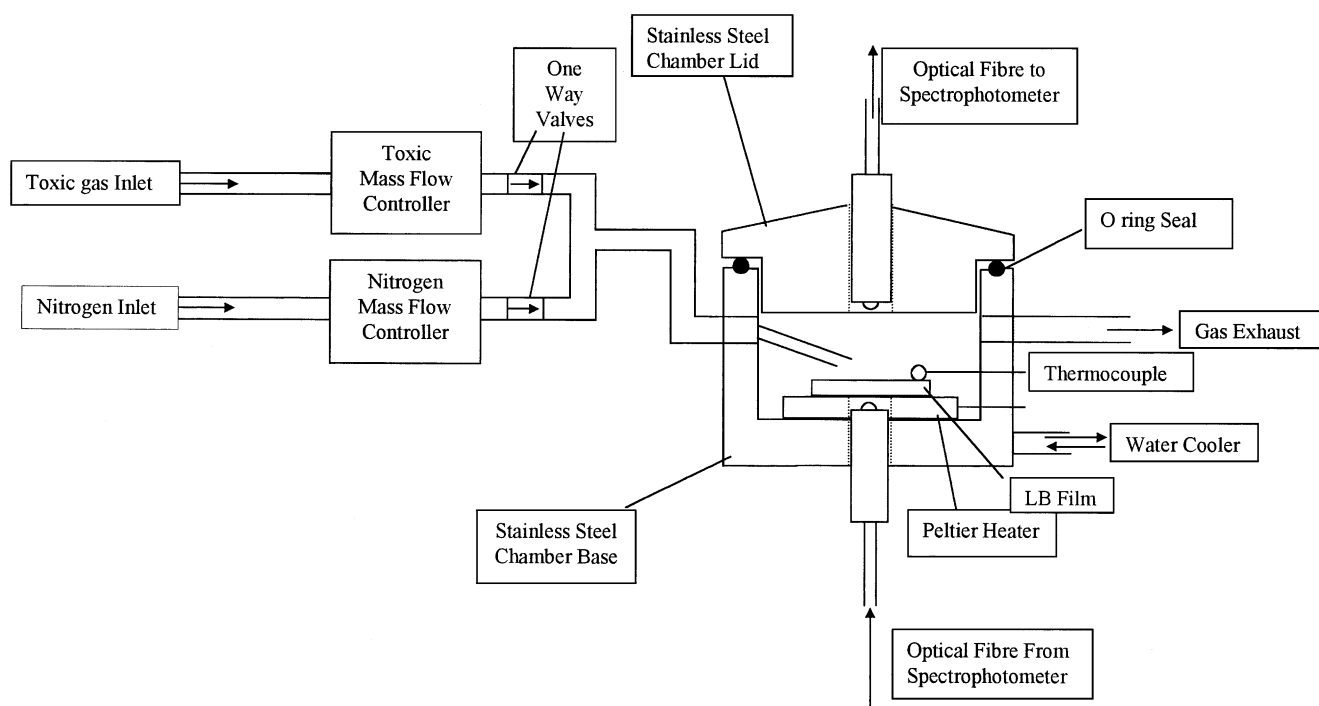 Stainless Steel
Chamber Lid
One
Way
Valves
Optical Fibre to
Spectrophotometer
Toxic gas Inlet
Toxic
Mass Flow
Controller
O ring Seal
Nitrogen Inlet
Nitrogen
Mass Flow
Controller
Gas Exhaust
Thermocouple
Water Cooler
LB Film
Stainless Steel
Chamber Base
Peltier Heater
Optical Fibre From
Spectrophotometer